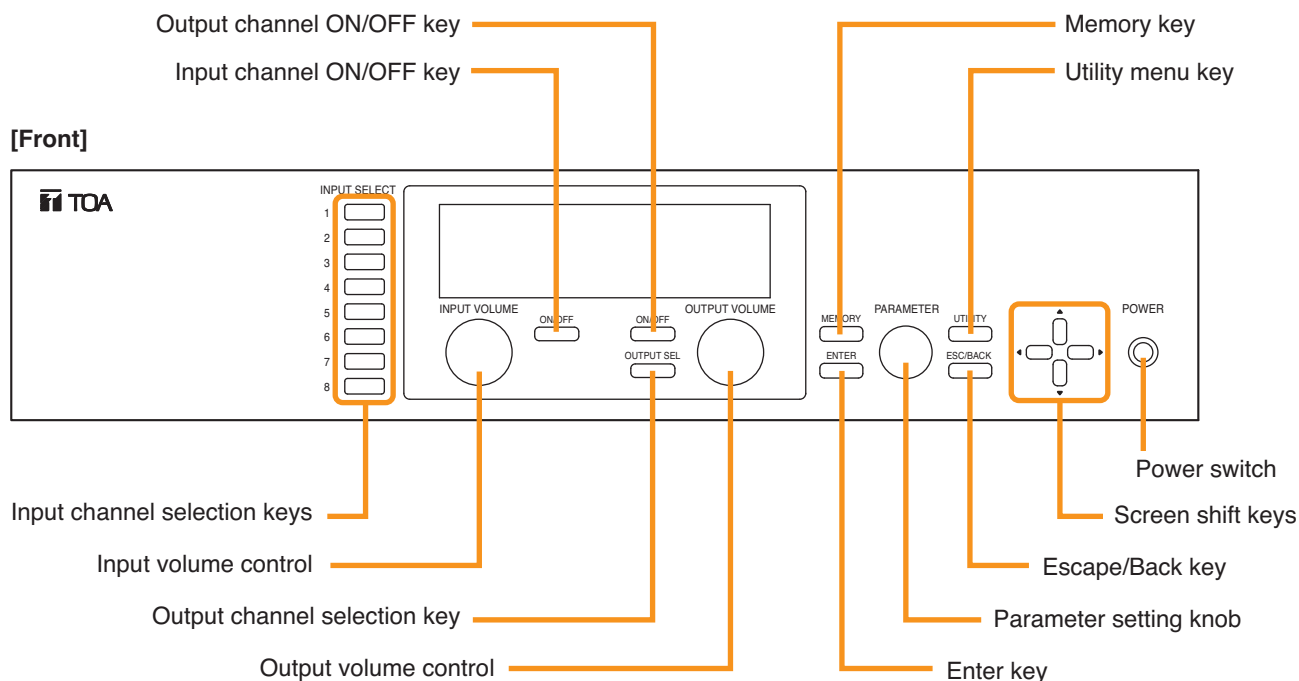 Output channel ON/OFF key
Memory key
Input channel ON/OFF key
Utility menu key
[Front]
TOA
INPUT SELECT
1
2
3
4
5
6
7
8
INPUT VOLUME
ON/OFF
ON/OFF
OUTPUT VOLUME
OUTPUT SEL
MEMORY
PARAMETER
UTILITY
POWER
ENTER
ESC/BACK
Power switch
Input channel selection keys
Screen shift keys
Input volume control
Escape/Back key
Output channel selection key
Parameter setting knob
Output volume control
Enter key